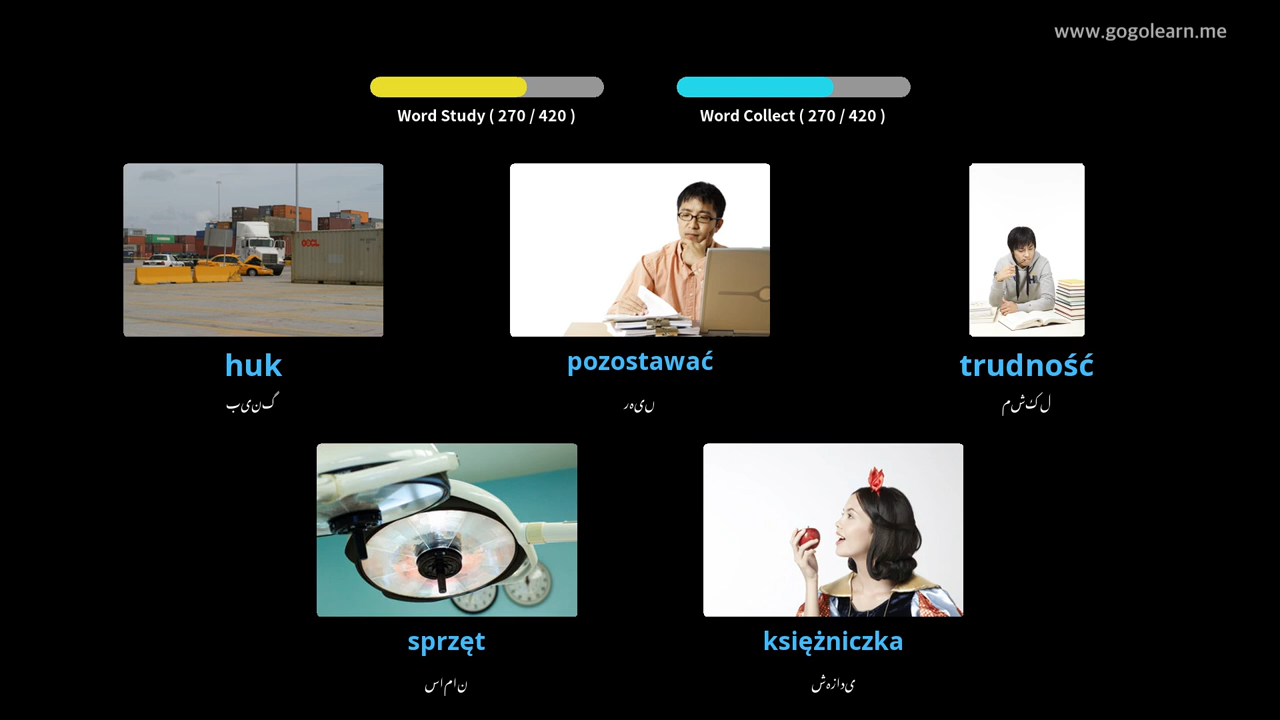 www.gogolearn.me
Word Study ( 270 / 420 )
Word Collect ( 270 / 420 )
OOCL
huk
گنیب
pozostawać
ںیہر
trudność
لکشم
sprzęt
ناماس
księżniczka
یدازہش